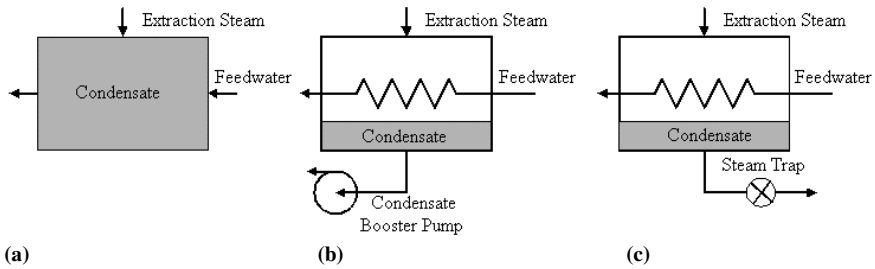 Extraction Steam
Condensate
Feedwater
(a)
Extraction Steam
Feedwater
Condensate
Condensate
Booster Pump
(b)
Extraction Steam
Feedwater
Condensate
Steam Trap
(c)